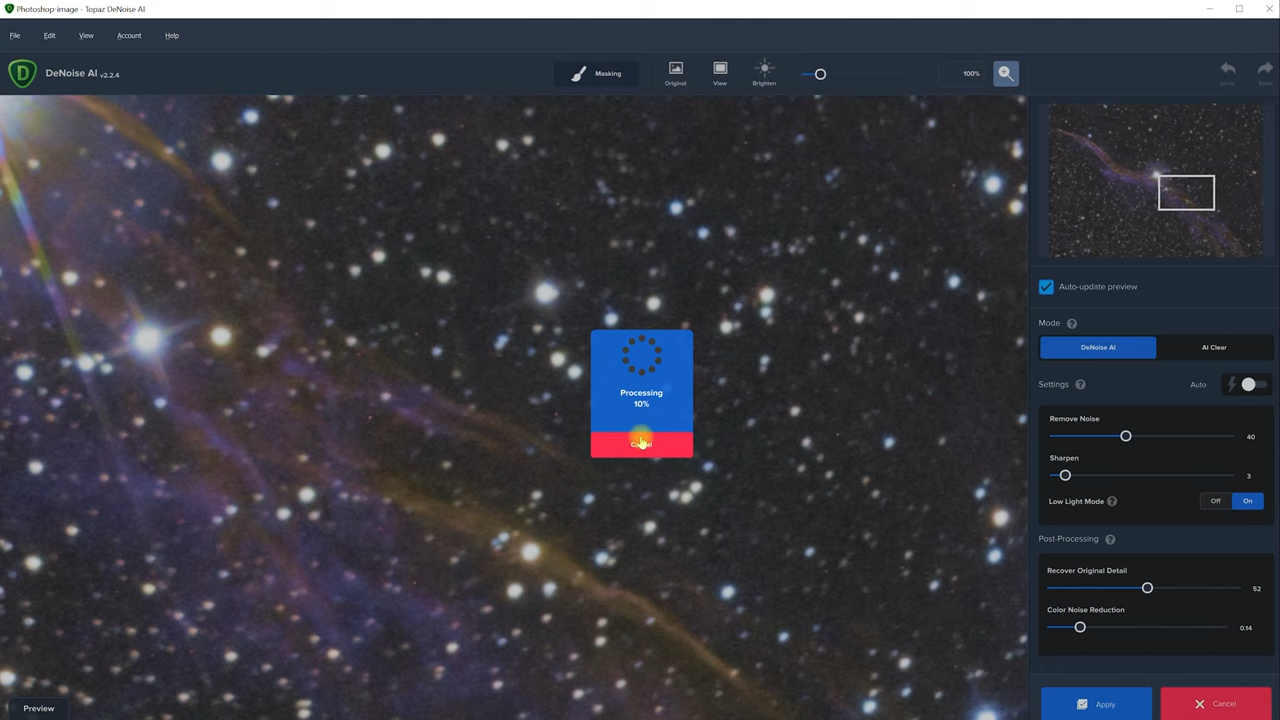 Photoshop-image - Topaz DeNoise AI
File Edit View Account Help
DeNoise AI v2.2.4
Masking
Original
View
Brighten
100%
Undo
Redo
Auto-update preview
Mode
DeNoise AI
AI Clear
Settings
Auto
Remove Noise
40
Sharpen
3
Low Light Mode
Off
On
Post-Processing
Recover Original Detail
52
Color Noise Reduction
0.14
Processing
10%
Preview
Apply
Cancel